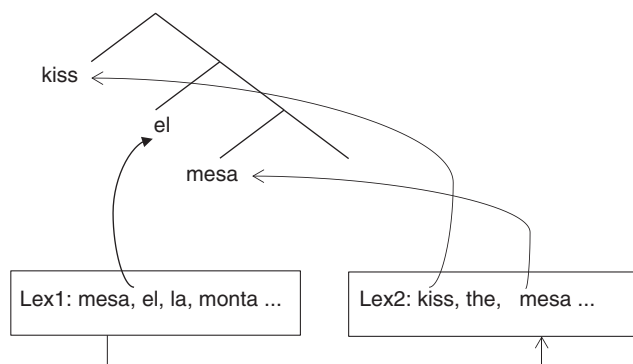 kiss
el
mesa
Lex1: mesa, el, la, monta ...
Lex2: kiss, the, mesa ...